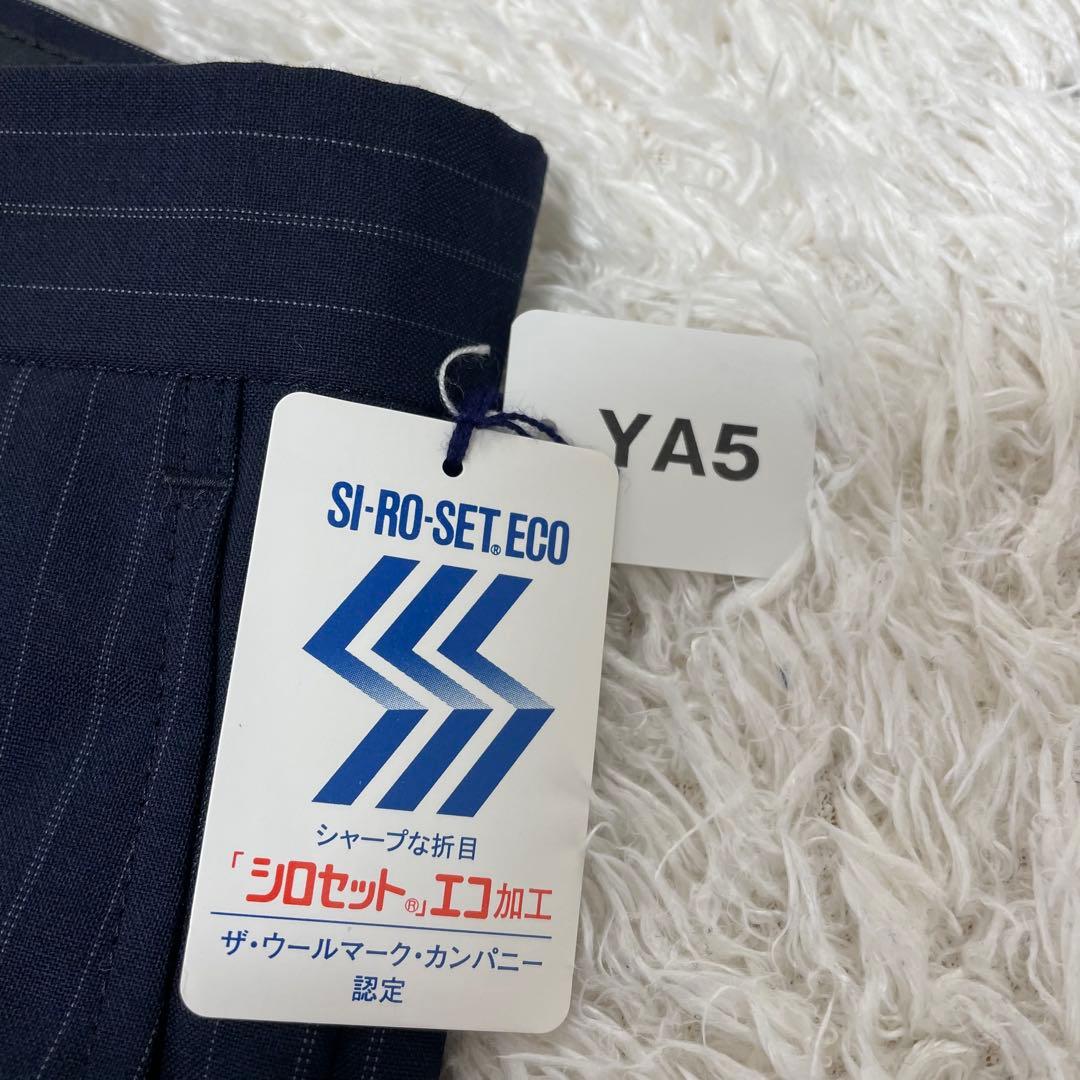 YA5
SI-RO-SET® ECO
シャープな折目
「シロセット®」エコ加工
ザ・ウールマーク・カンパニー
認定